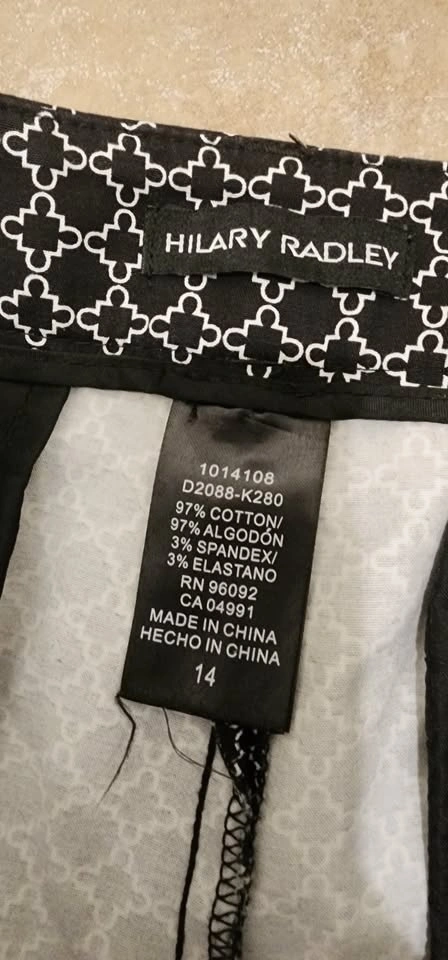 HILARY RADLEY
1014108
D2088-K280
97% COTTON/
97% ALGODÓN
3% SPANDEX/
3% ELASTANO
RN 96092
CA 04991
MADE IN CHINA
HECHO IN CHINA
14